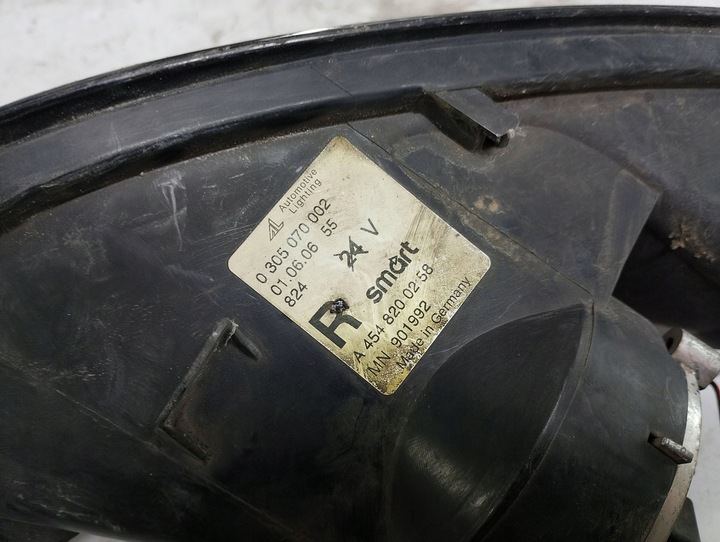 AL Automotive
Lighting
0 305 070 002
01.06.06 55
824 24 V
R smart
A 454 820 02 58
MN 901992
Made in Germany